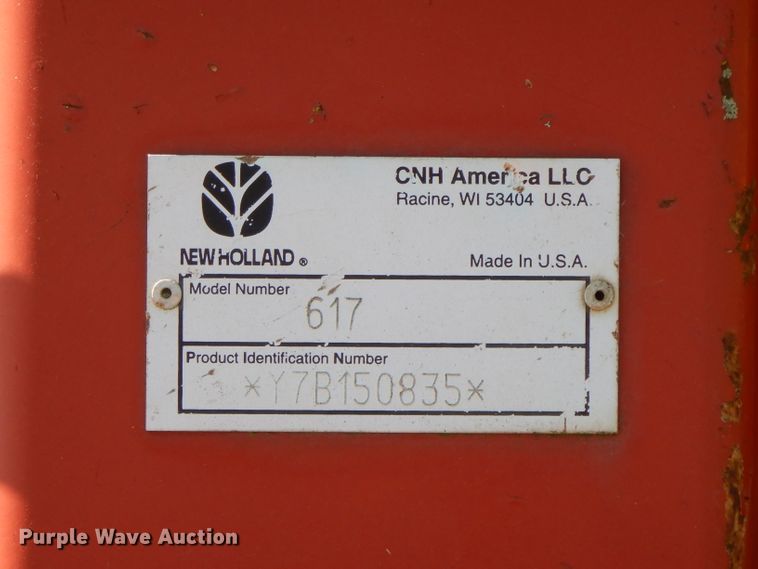 CNH America LLC
Racine, WI 53404 U.S.A.
NEW HOLLAND ®
Made In U.S.A.
Model Number
617
Product Identification Number
*Y7B150835*
Purple Wave Auction